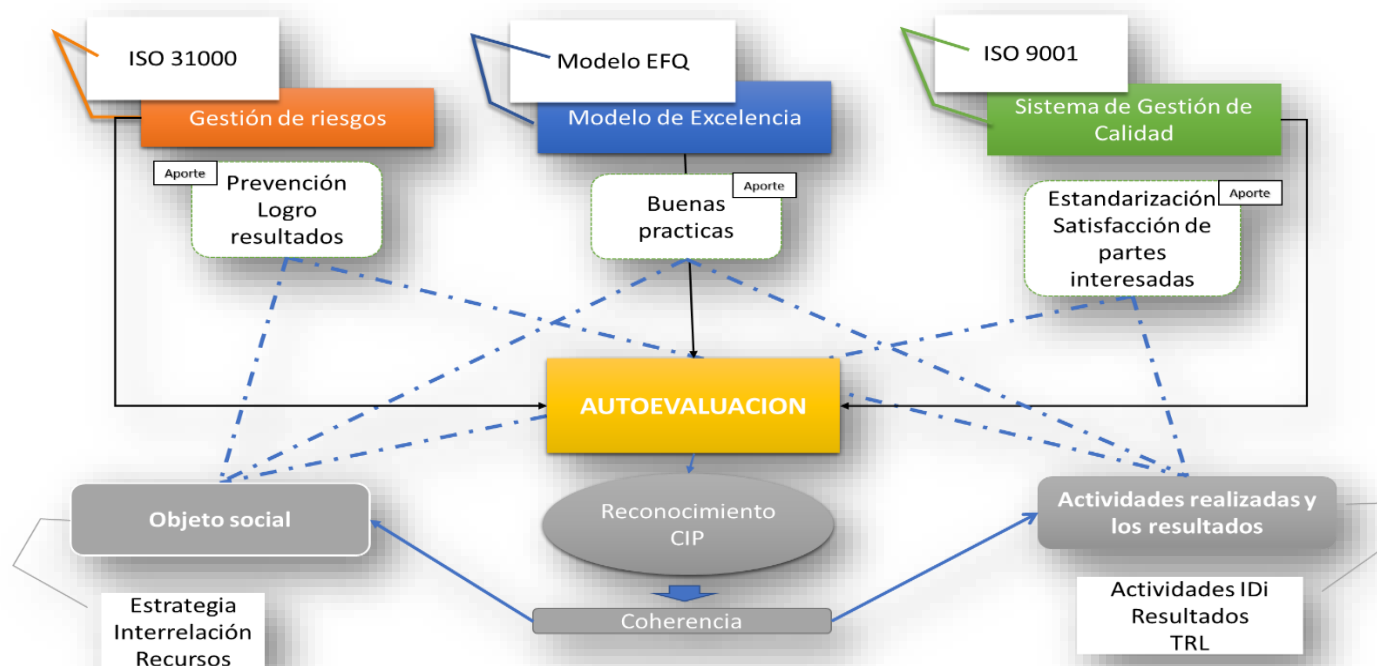 ISO 31000
Gestión de riesgos
Aporte
Prevención
Logro
resultados
Modelo EFQ
Modelo de Excelencia
Aporte
Buenas
practicas
ISO 9001
Sistema de Gestión de
Calidad
Aporte
Estandarización
Satisfacción de
partes
interesadas
AUTOEVALUACION
Reconocimiento
CIP
Coherencia
Objeto social
Estrategia
Interrelación
Recursos
Actividades realizadas y
los resultados
Actividades IDi
Resultados
TRL